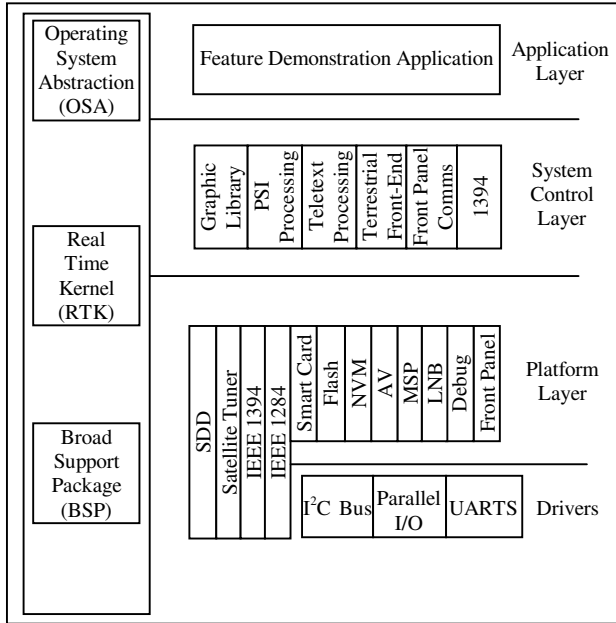 Operating
System
Abstraction
(OSA)
Feature Demonstration Application
Application
Layer
Graphic
Library
PSI
Processing
Teletext
Processing
Terrestrial
Front-End
Front Panel
Comms
1394
System
Control
Layer
Real
Time
Kernel
(RTK)
SDD
Satellite Tuner
IEEE 1394
IEEE 1284
Smart Card
Flash
NVM
AV
MSP
LNB
Debug
Front Panel
Platform
Layer
Broad
Support
Package
(BSP)
I²C Bus
Parallel
I/O
UARTS
Drivers